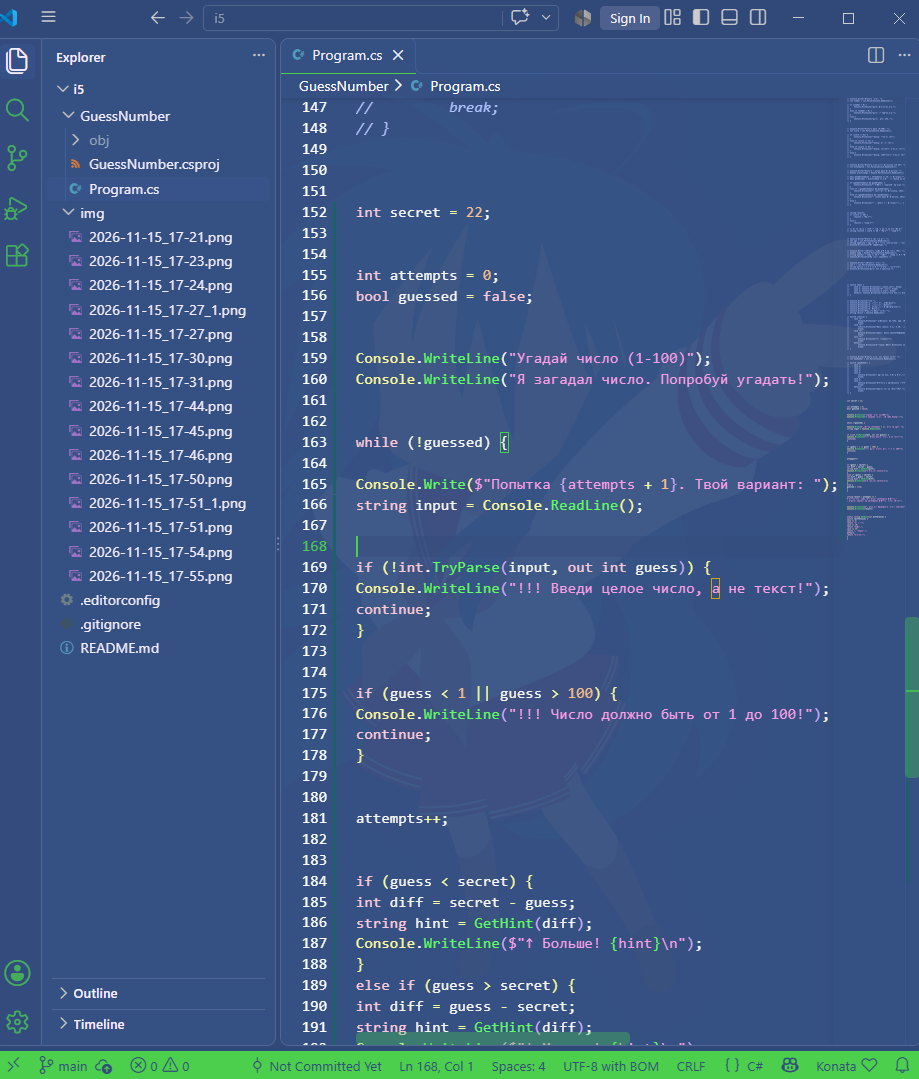 i5
Sign In
Explorer
i5
GuessNumber
obj
GuessNumber.csproj
Program.cs
img
2026-11-15_17-21.png
2026-11-15_17-23.png
2026-11-15_17-24.png
2026-11-15_17-27_1.png
2026-11-15_17-27.png
2026-11-15_17-30.png
2026-11-15_17-31.png
2026-11-15_17-44.png
2026-11-15_17-45.png
2026-11-15_17-46.png
2026-11-15_17-50.png
2026-11-15_17-51_1.png
2026-11-15_17-51.png
2026-11-15_17-54.png
2026-11-15_17-55.png
.editorconfig
.gitignore
README.md
Outline
Timeline
Program.cs
GuessNumber > Program.cs
147 //         break;
148 // }
149
150
151
152 int secret = 22;
153
154
155 int attempts = 0;
156 bool guessed = false;
157
158
159 Console.WriteLine("Угадай число (1-100)");
160 Console.WriteLine("Я загадал число. Попробуй угадать!");
161
162
163 while (!guessed) {
164
165 Console.Write($"Попытка {attempts + 1}. Твой вариант: ");
166 string input = Console.ReadLine();
167
168
169 if (!int.TryParse(input, out int guess)) {
170 Console.WriteLine("!!! Введи целое число, а не текст!");
171 continue;
172 }
173
174
175 if (guess < 1 || guess > 100) {
176 Console.WriteLine("!!! Число должно быть от 1 до 100!");
177 continue;
178 }
179
180
181 attempts++;
182
183
184 if (guess < secret) {
185 int diff = secret - guess;
186 string hint = GetHint(diff);
187 Console.WriteLine($"↑ Больше! {hint}\n");
188 }
189 else if (guess > secret) {
190 int diff = guess - secret;
191 string hint = GetHint(diff);
main
0 0
Not Committed Yet
Ln 168, Col 1
Spaces: 4
UTF-8 with BOM
CRLF
{ } C#
Konata